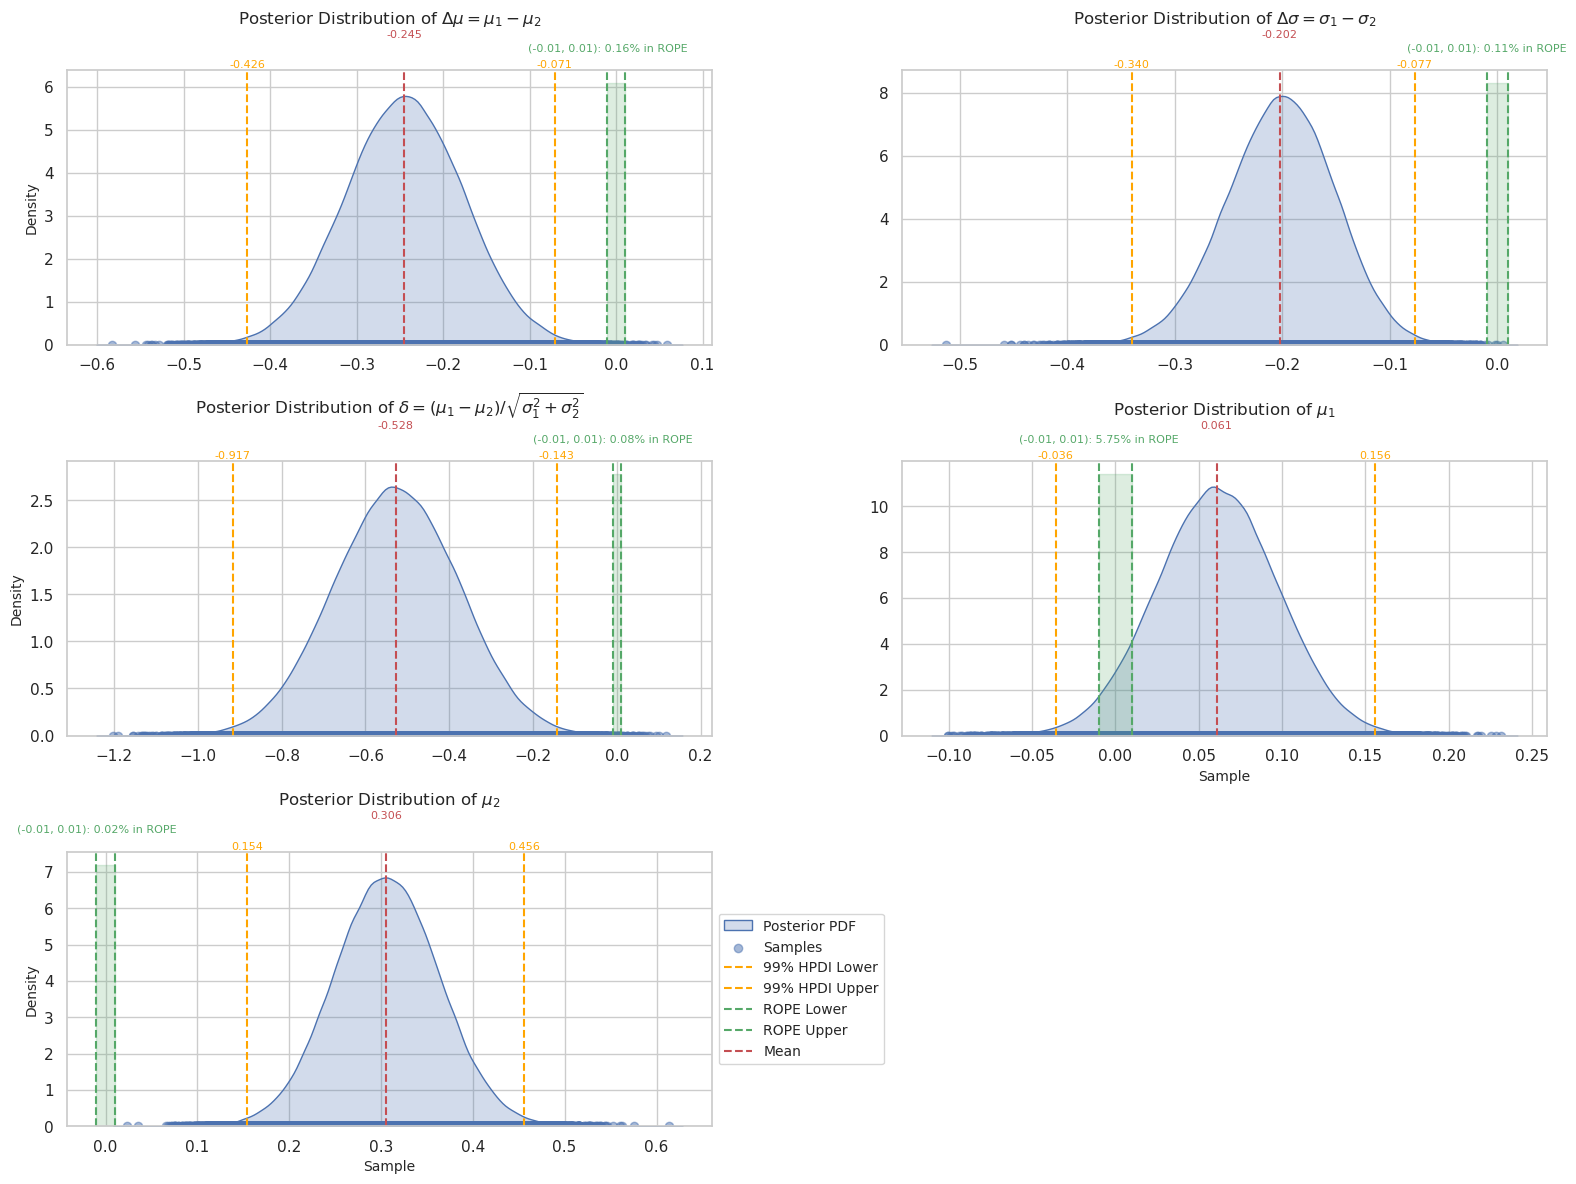 Posterior Distribution of Δμ = μ₁ − μ₂
-0.245
(-0.01, 0.01): 0.16% in ROPE
-0.426
-0.071
Density
6
5
4
3
2
1
0
−0.6 −0.5 −0.4 −0.3 −0.2 −0.1 0.0 0.1
Posterior Distribution of Δσ = σ₁ − σ₂
-0.202
(-0.01, 0.01): 0.11% in ROPE
-0.340
-0.077
8
6
4
2
0
−0.5 −0.4 −0.3 −0.2 −0.1 0.0
Posterior Distribution of δ = (μ₁ − μ₂)/√σ₁² + σ₂²
-0.528
(-0.01, 0.01): 0.08% in ROPE
-0.917
-0.143
Density
2.5
2.0
1.5
1.0
0.5
0.0
−1.2 −1.0 −0.8 −0.6 −0.4 −0.2 0.0 0.2
Posterior Distribution of μ₁
0.061
(-0.01, 0.01): 5.75% in ROPE
-0.036
0.156
10
8
6
4
2
0
−0.10 −0.05 0.00 0.05 0.10 0.15 0.20 0.25
Sample
Posterior Distribution of μ₂
0.306
(-0.01, 0.01): 0.02% in ROPE
0.154
0.456
Density
7
6
5
4
3
2
1
0
0.0 0.1 0.2 0.3 0.4 0.5 0.6
Sample
Posterior PDF
Samples
99% HPDI Lower
99% HPDI Upper
ROPE Lower
ROPE Upper
Mean